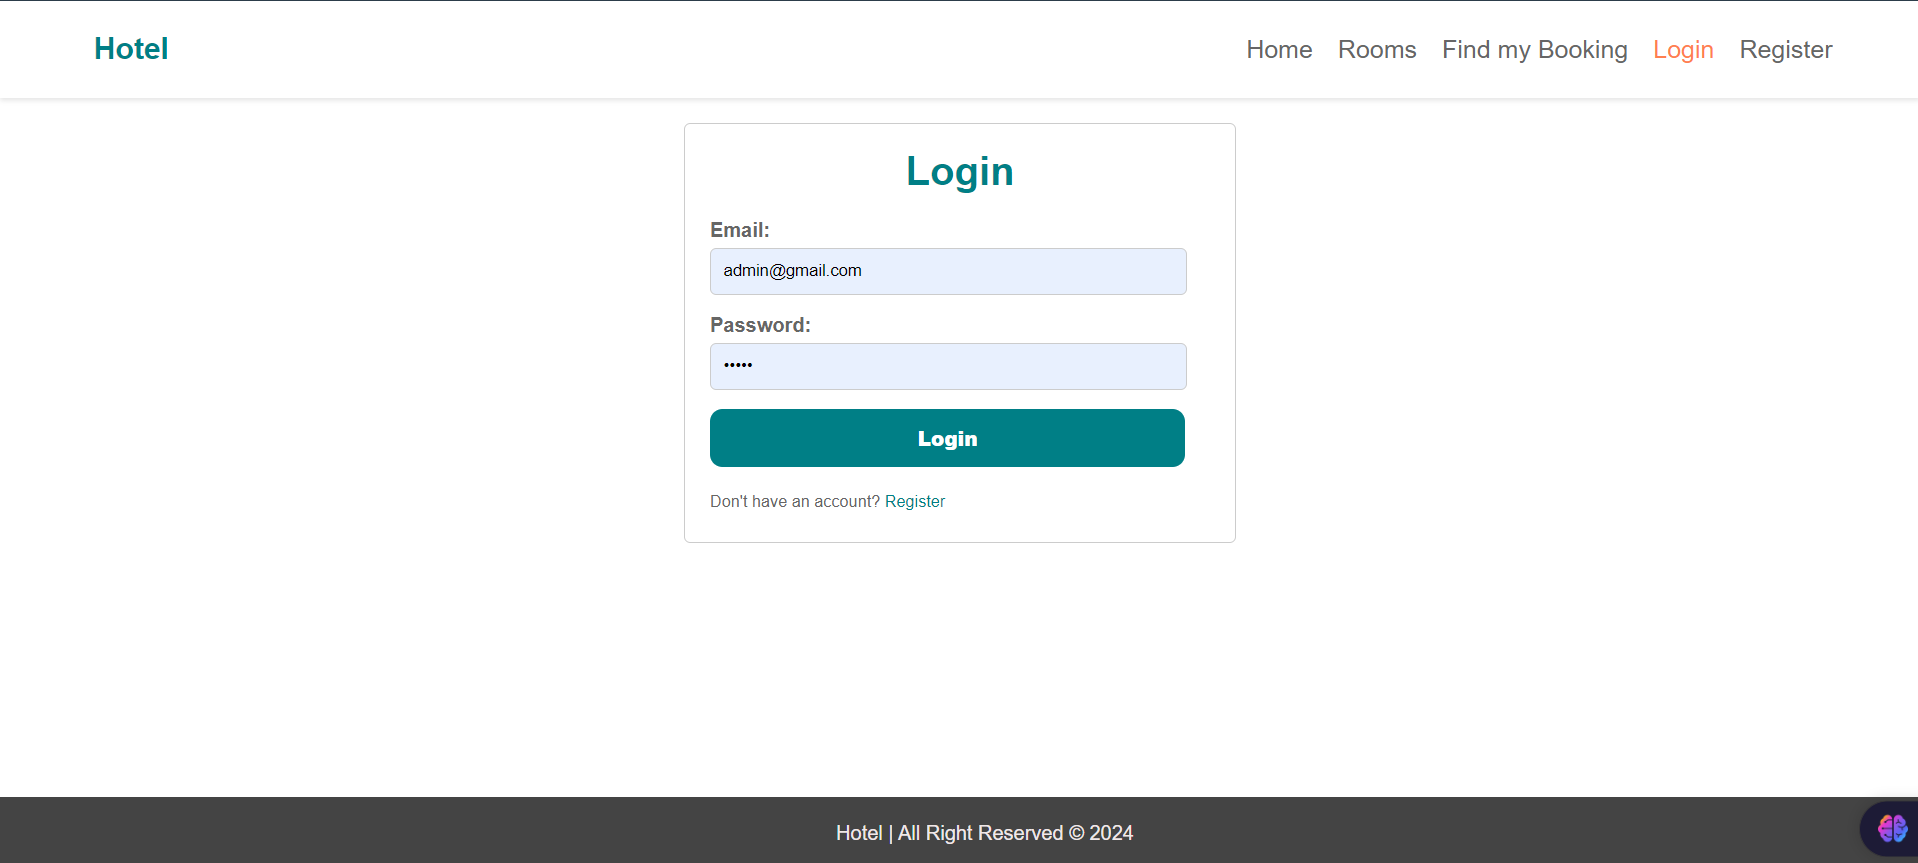 Hotel
Home Rooms Find my Booking Login Register
Login
Email:
admin@gmail.com
Password:
•••••
Login
Don't have an account? Register
Hotel | All Right Reserved © 2024